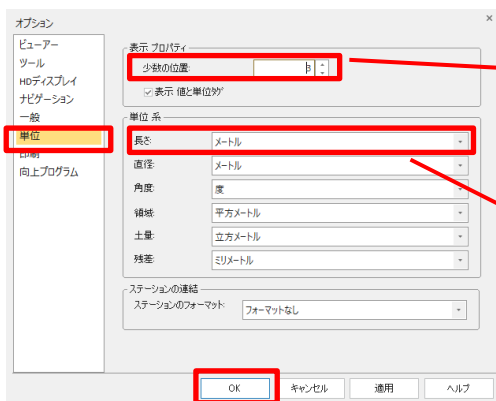 オプション
ビューアー
ツール
HDディスプレイ
ナビゲーション
一般
単位
印刷
向上プログラム
表示 プロパティ
少数の位置:
3
表示 値と単位タグ
単位 系
長さ:
メートル
直径:
メートル
角度:
度
領域:
平方メートル
土量:
立方メートル
残差:
ミリメートル
ステーションの連結
ステーションのフォーマット:
フォーマットなし
OK
キャンセル
適用
ヘルプ